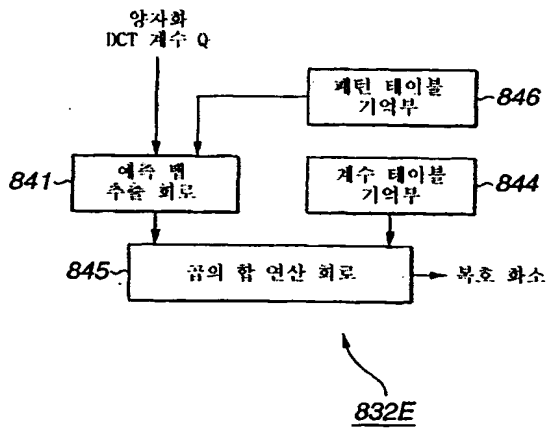 양자화
DCT 계수 Q
패턴 테이블
기억부
846
841
예측 탭
추출 회로
계수 테이블
기억부
844
845
곱의 합 연산 회로
복호 화소
832E